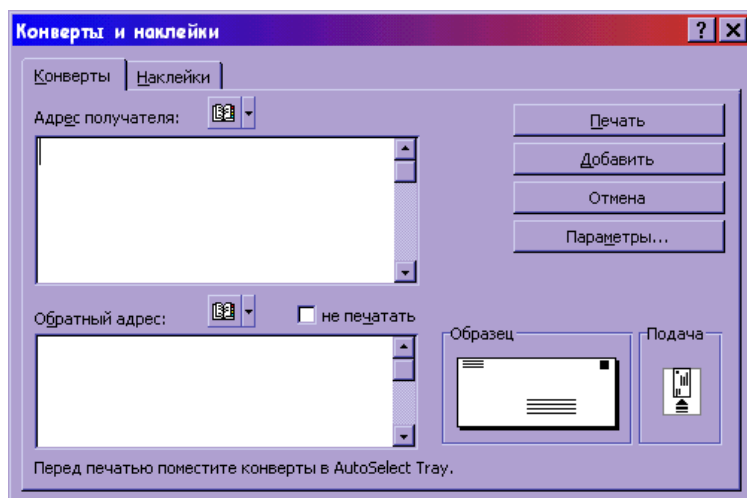 Конверты и наклейки
Конверты Наклейки
Адрес получателя:
Печать
Добавить
Отмена
Параметры...
Обратный адрес: не печатать
Образец Подача
Перед печатью поместите конверты в AutoSelect Tray.